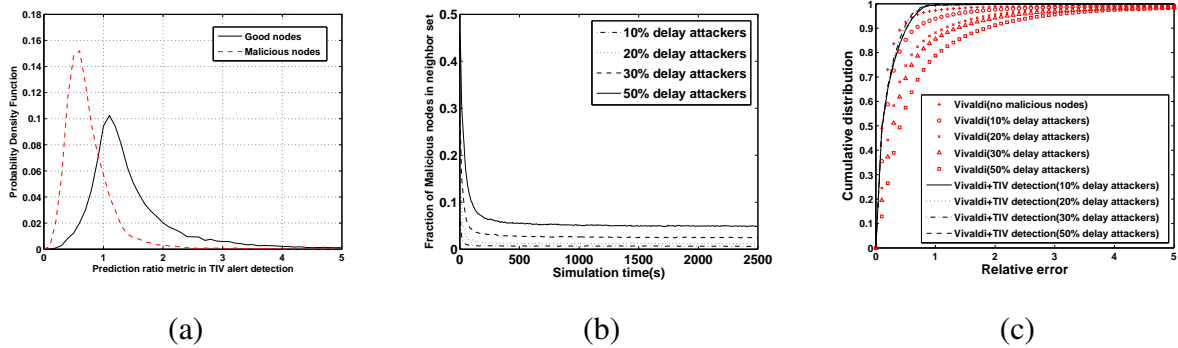 Probability Density Function
0.18
0.16
0.14
0.12
0.1
0.08
0.06
0.04
0.02
0
0 1 2 3 4 5
Prediction ratio metric in TIV alert detection
Good nodes
Malicious nodes
(a)
Fraction of Malicious nodes in neighbor set
0.5
0.4
0.3
0.2
0.1
0
0 500 1000 1500 2000 2500
Simulation time(s)
10% delay attackers
20% delay attackers
30% delay attackers
50% delay attackers
(b)
Cumulative distribution
1
0.9
0.8
0.7
0.6
0.5
0.4
0.3
0.2
0.1
0
0 1 2 3 4 5
Relative error
Vivaldi(no malicious nodes)
Vivaldi(10% delay attackers)
Vivaldi(20% delay attackers)
Vivaldi(30% delay attackers)
Vivaldi(50% delay attackers)
Vivaldi+TIV detection(10% delay attackers)
Vivaldi+TIV detection(20% delay attackers)
Vivaldi+TIV detection(30% delay attackers)
Vivaldi+TIV detection(50% delay attackers)
(c)